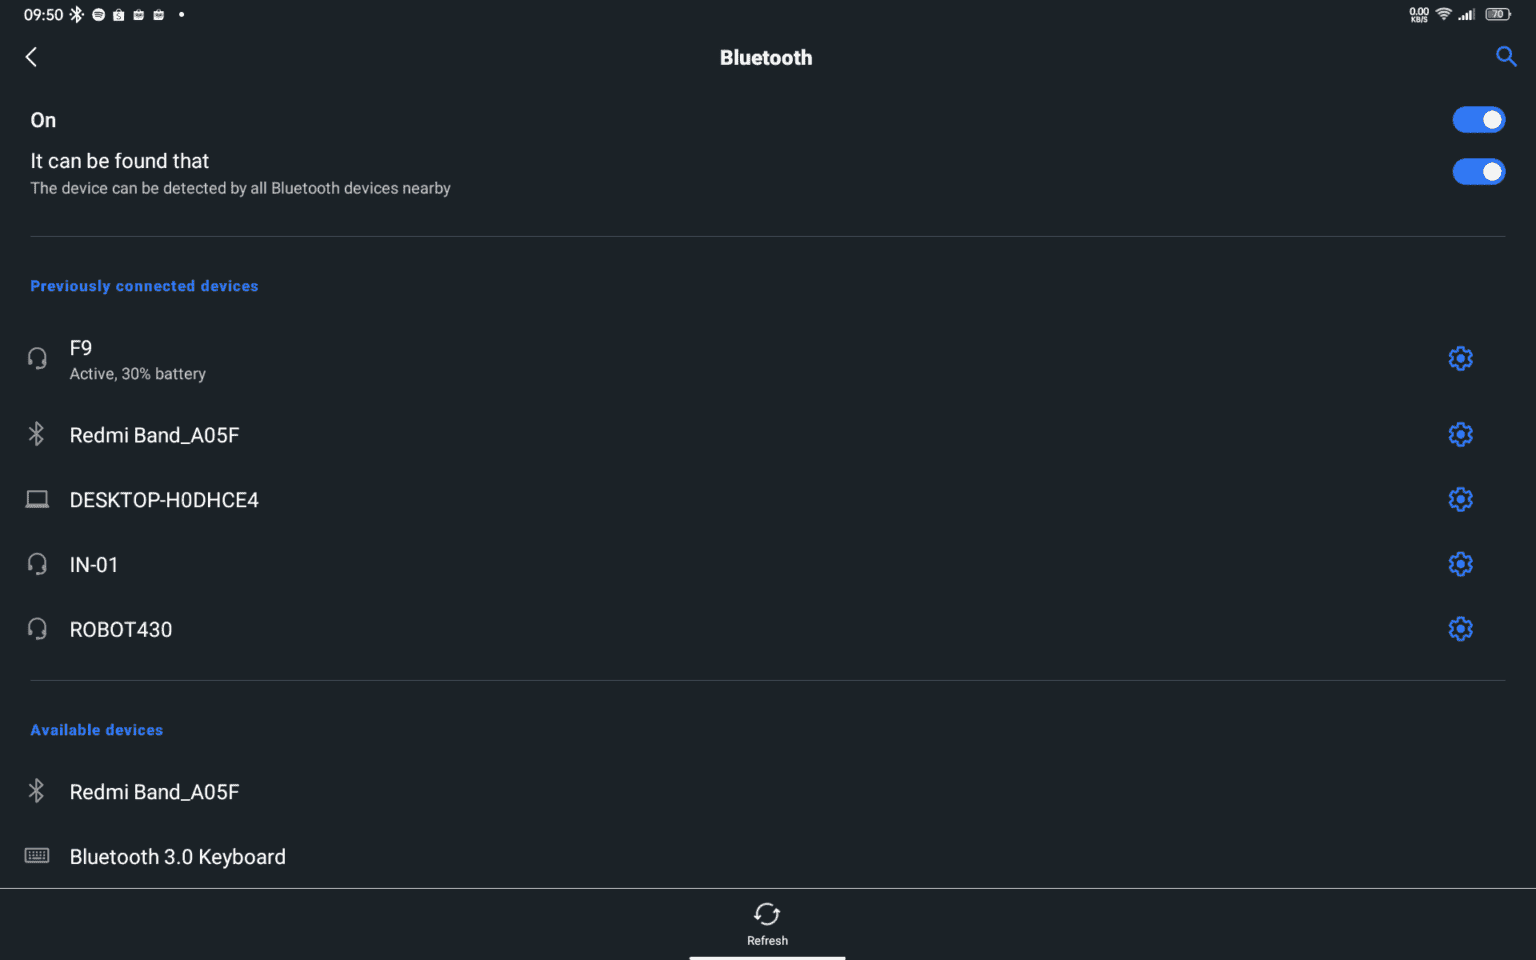 09:50
0.00
KB/S
70
Bluetooth
On
It can be found that
The device can be detected by all Bluetooth devices nearby
Previously connected devices
F9
Active, 30% battery
Redmi Band_A05F
DESKTOP-H0DHCE4
IN-01
ROBOT430
Available devices
Redmi Band_A05F
Bluetooth 3.0 Keyboard
Refresh